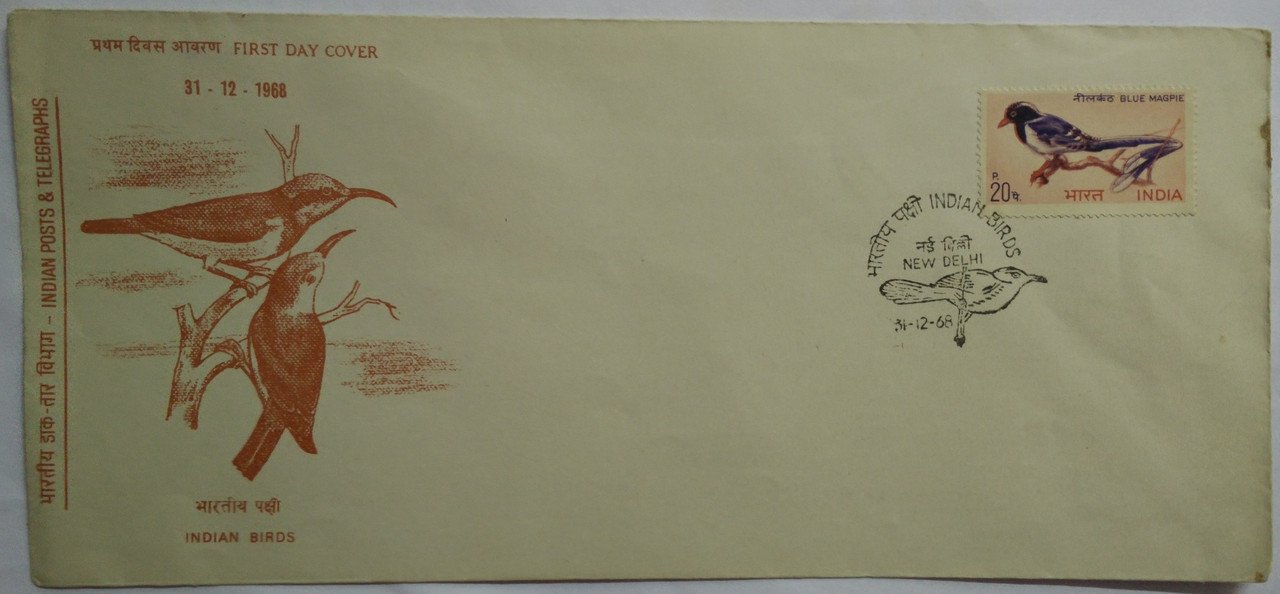 प्रथम दिवस आवरण FIRST DAY COVER
31 - 12 - 1968
भारतीय डाक-तार विभाग - INDIAN POSTS & TELEGRAPHS
भारतीय पक्षी
INDIAN BIRDS
नीलकंठ BLUE MAGPIE
P.
20 पै.
भारत INDIA
भारतीय पक्षी INDIAN BIRDS
नई दिल्ली
NEW DELHI
31-12-68